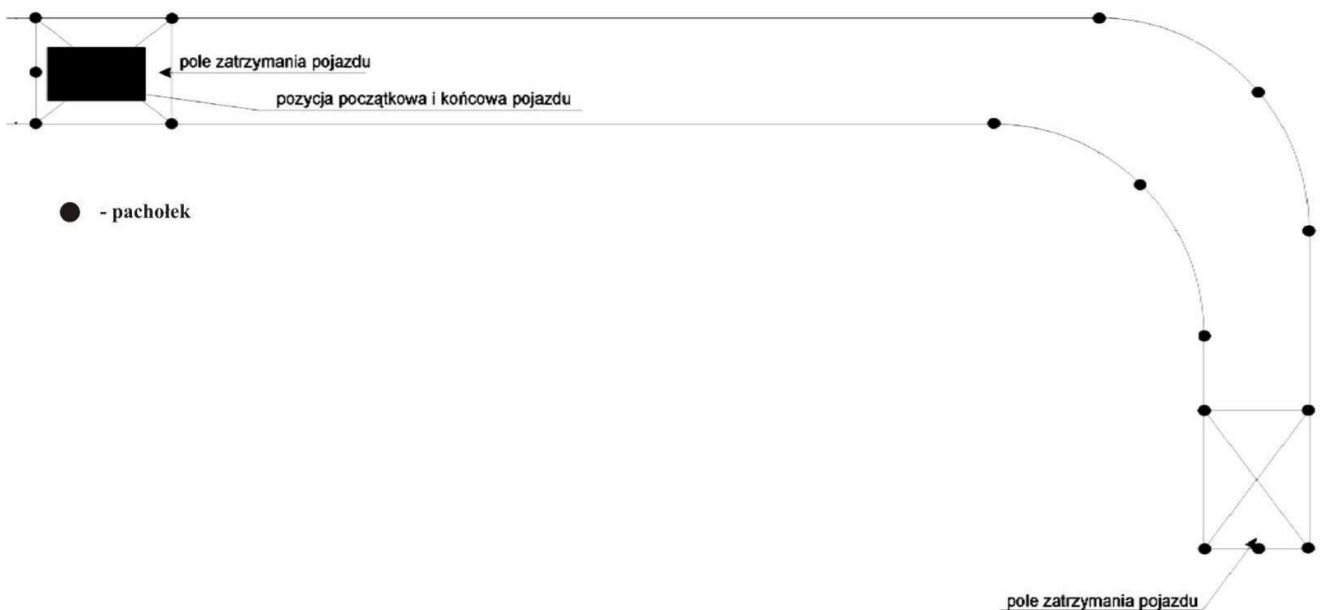 pole zatrzymania pojazdu
pozycja początkowa i końcowa pojazdu
- pachołek
pole zatrzymania pojazdu